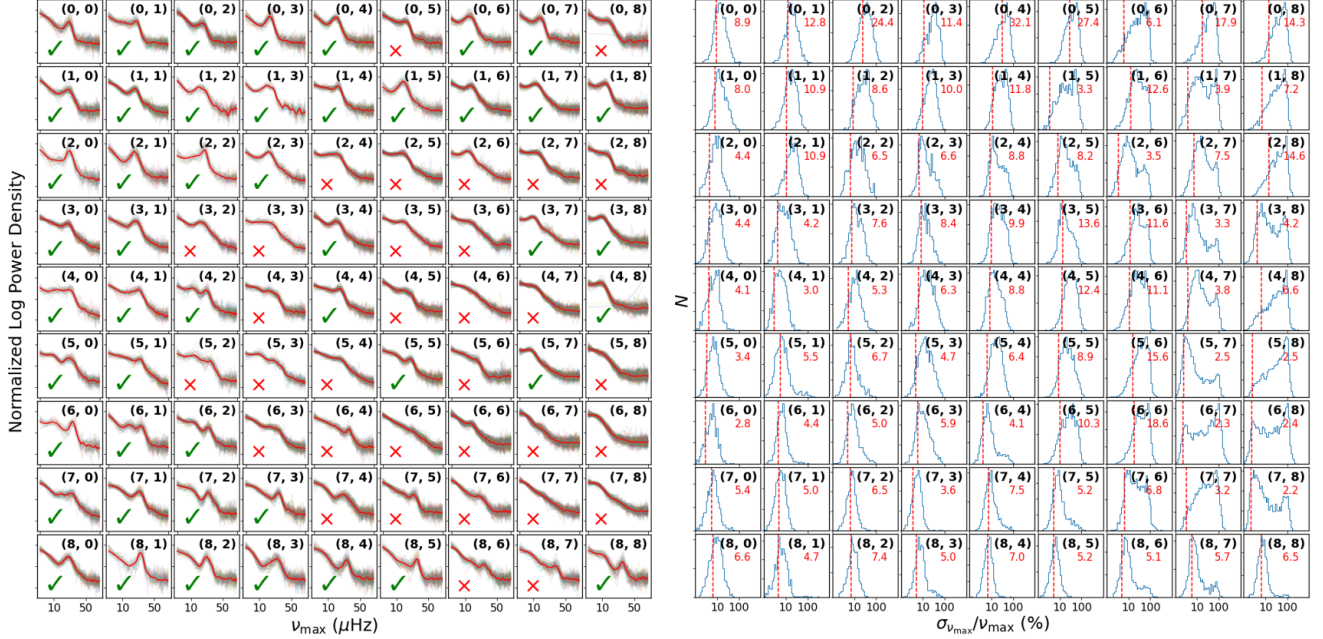 Normalized Log Power Density
(0, 0) (0, 1) (0, 2) (0, 3) (0, 4) (0, 5) (0, 6) (0, 7) (0, 8)
✓ ✓ ✓ ✓ ✓ × ✓ ✓ ×
(1, 0) (1, 1) (1, 2) (1, 3) (1, 4) (1, 5) (1, 6) (1, 7) (1, 8)
✓ ✓ ✓ ✓ ✓ ✓ ✓ ✓ ✓
(2, 0) (2, 1) (2, 2) (2, 3) (2, 4) (2, 5) (2, 6) (2, 7) (2, 8)
✓ ✓ ✓ ✓ × × × × ×
(3, 0) (3, 1) (3, 2) (3, 3) (3, 4) (3, 5) (3, 6) (3, 7) (3, 8)
✓ ✓ × × ✓ × × ✓ ✓
(4, 0) (4, 1) (4, 2) (4, 3) (4, 4) (4, 5) (4, 6) (4, 7) (4, 8)
✓ ✓ ✓ × ✓ × × × ✓
(5, 0) (5, 1) (5, 2) (5, 3) (5, 4) (5, 5) (5, 6) (5, 7) (5, 8)
✓ ✓ × × × ✓ × ✓ ×
(6, 0) (6, 1) (6, 2) (6, 3) (6, 4) (6, 5) (6, 6) (6, 7) (6, 8)
✓ ✓ ✓ × × × × × ×
(7, 0) (7, 1) (7, 2) (7, 3) (7, 4) (7, 5) (7, 6) (7, 7) (7, 8)
✓ ✓ ✓ ✓ × × × × ×
(8, 0) (8, 1) (8, 2) (8, 3) (8, 4) (8, 5) (8, 6) (8, 7) (8, 8)
✓ ✓ ✓ ✓ ✓ ✓ × × ✓
10 50 10 50 10 50 10 50 10 50 10 50 10 50 10 50 10 50
ν_max (μHz)
N
(0, 0) (0, 1) (0, 2) (0, 3) (0, 4) (0, 5) (0, 6) (0, 7) (0, 8)
8.9 12.8 24.4 11.4 32.1 27.4 6.1 17.9 14.3
(1, 0) (1, 1) (1, 2) (1, 3) (1, 4) (1, 5) (1, 6) (1, 7) (1, 8)
8.0 10.9 8.6 10.0 11.8 3.3 12.6 3.9 7.2
(2, 0) (2, 1) (2, 2) (2, 3) (2, 4) (2, 5) (2, 6) (2, 7) (2, 8)
4.4 10.9 6.5 6.6 8.8 8.2 3.5 7.5 14.6
(3, 0) (3, 1) (3, 2) (3, 3) (3, 4) (3, 5) (3, 6) (3, 7) (3, 8)
4.4 4.2 7.6 8.4 9.9 13.6 11.6 3.3 4.2
(4, 0) (4, 1) (4, 2) (4, 3) (4, 4) (4, 5) (4, 6) (4, 7) (4, 8)
4.1 3.0 5.3 6.3 8.8 12.4 11.1 3.8 6.6
(5, 0) (5, 1) (5, 2) (5, 3) (5, 4) (5, 5) (5, 6) (5, 7) (5, 8)
3.4 5.5 6.7 4.7 6.4 8.9 15.6 2.5 2.5
(6, 0) (6, 1) (6, 2) (6, 3) (6, 4) (6, 5) (6, 6) (6, 7) (6, 8)
2.8 4.4 5.0 5.9 4.1 10.3 18.6 2.3 2.4
(7, 0) (7, 1) (7, 2) (7, 3) (7, 4) (7, 5) (7, 6) (7, 7) (7, 8)
5.4 5.0 6.5 3.6 7.5 5.2 5.8 3.2 2.2
(8, 0) (8, 1) (8, 2) (8, 3) (8, 4) (8, 5) (8, 6) (8, 7) (8, 8)
6.6 4.7 7.4 5.0 7.0 5.2 5.1 5.7 6.5
10 100 10 100 10 100 10 100 10 100 10 100 10 100 10 100 10 100
σ_ν_max/ν_max (%)